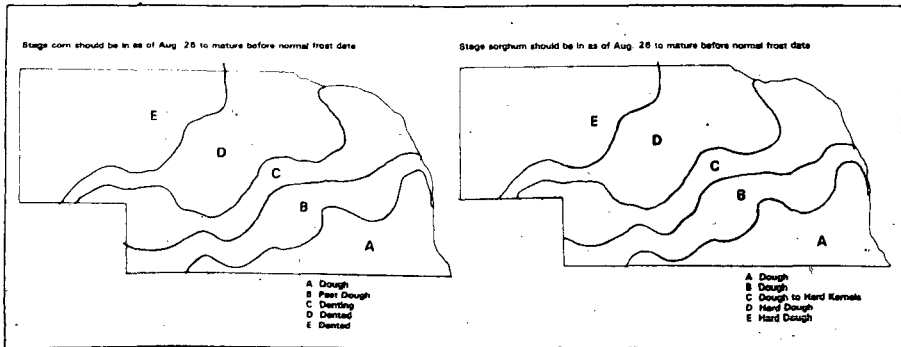 Stage corn should be in as of Aug. 26 to mature before normal frost date
E
D
C
B
A
A Dough
B Past Dough
C Denting
D Dented
E Dented
Stage sorghum should be in as of Aug. 26 to mature before normal frost date
E
D
C
B
A
A Dough
B Dough
C Dough to Hard Kernels
D Hard Dough
E Hard Dough